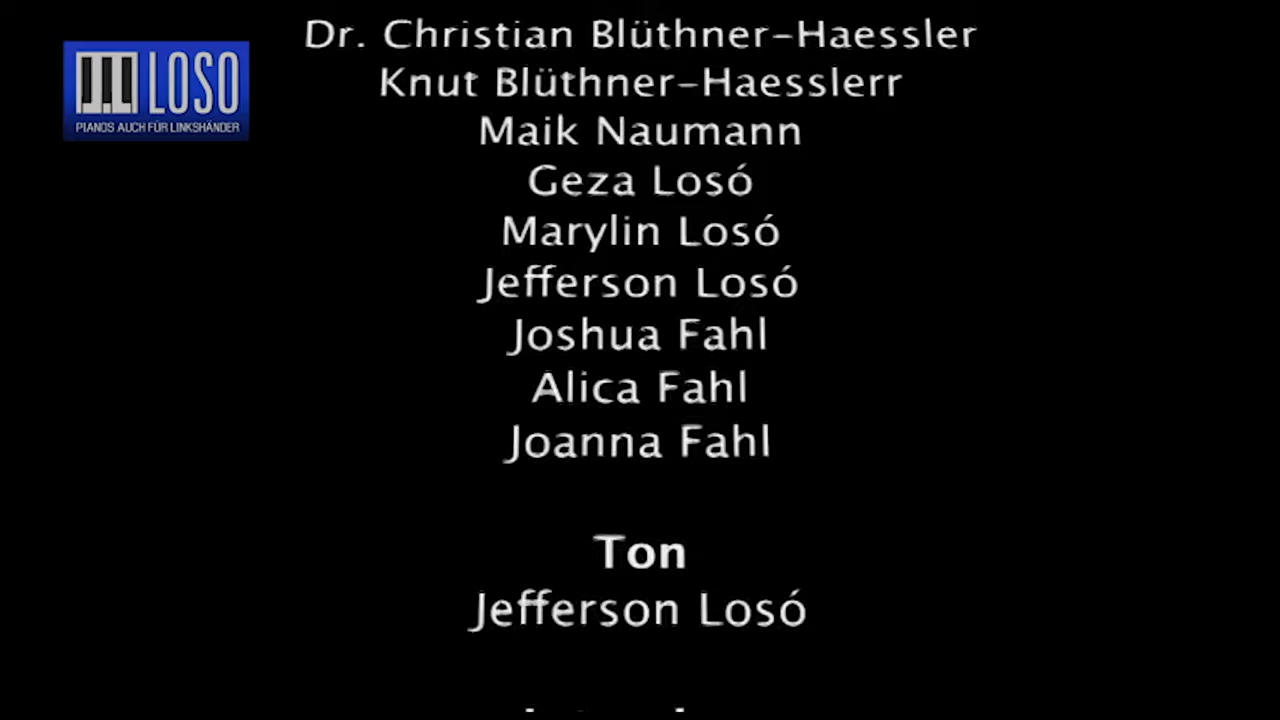 LOSO
PIANOS AUCH FÜR LINKSHÄNDER
Dr. Christian Blüthner-Haessler
Knut Blüthner-Haesslerr
Maik Naumann
Geza Losó
Marylin Losó
Jefferson Losó
Joshua Fahl
Alica Fahl
Joanna Fahl
Ton
Jefferson Losó